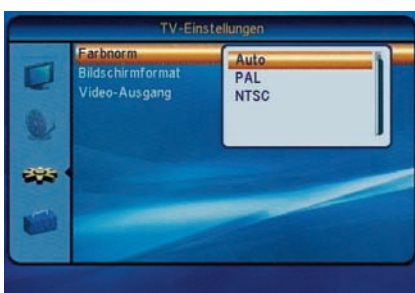 TV-Einstellungen
Farbnorm
Bildschirmformat
Video-Ausgang
Auto
PAL
NTSC